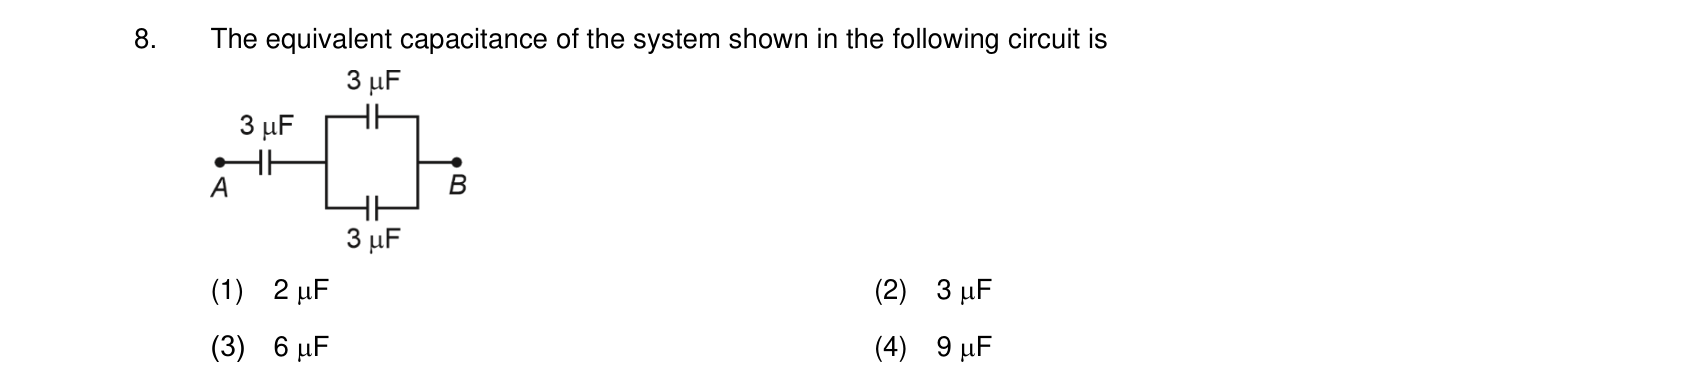 8. The equivalent capacitance of the system shown in the following circuit is
3 μF
3 μF
A
B
3 μF
(1) 2 μF (2) 3 μF
(3) 6 μF (4) 9 μF